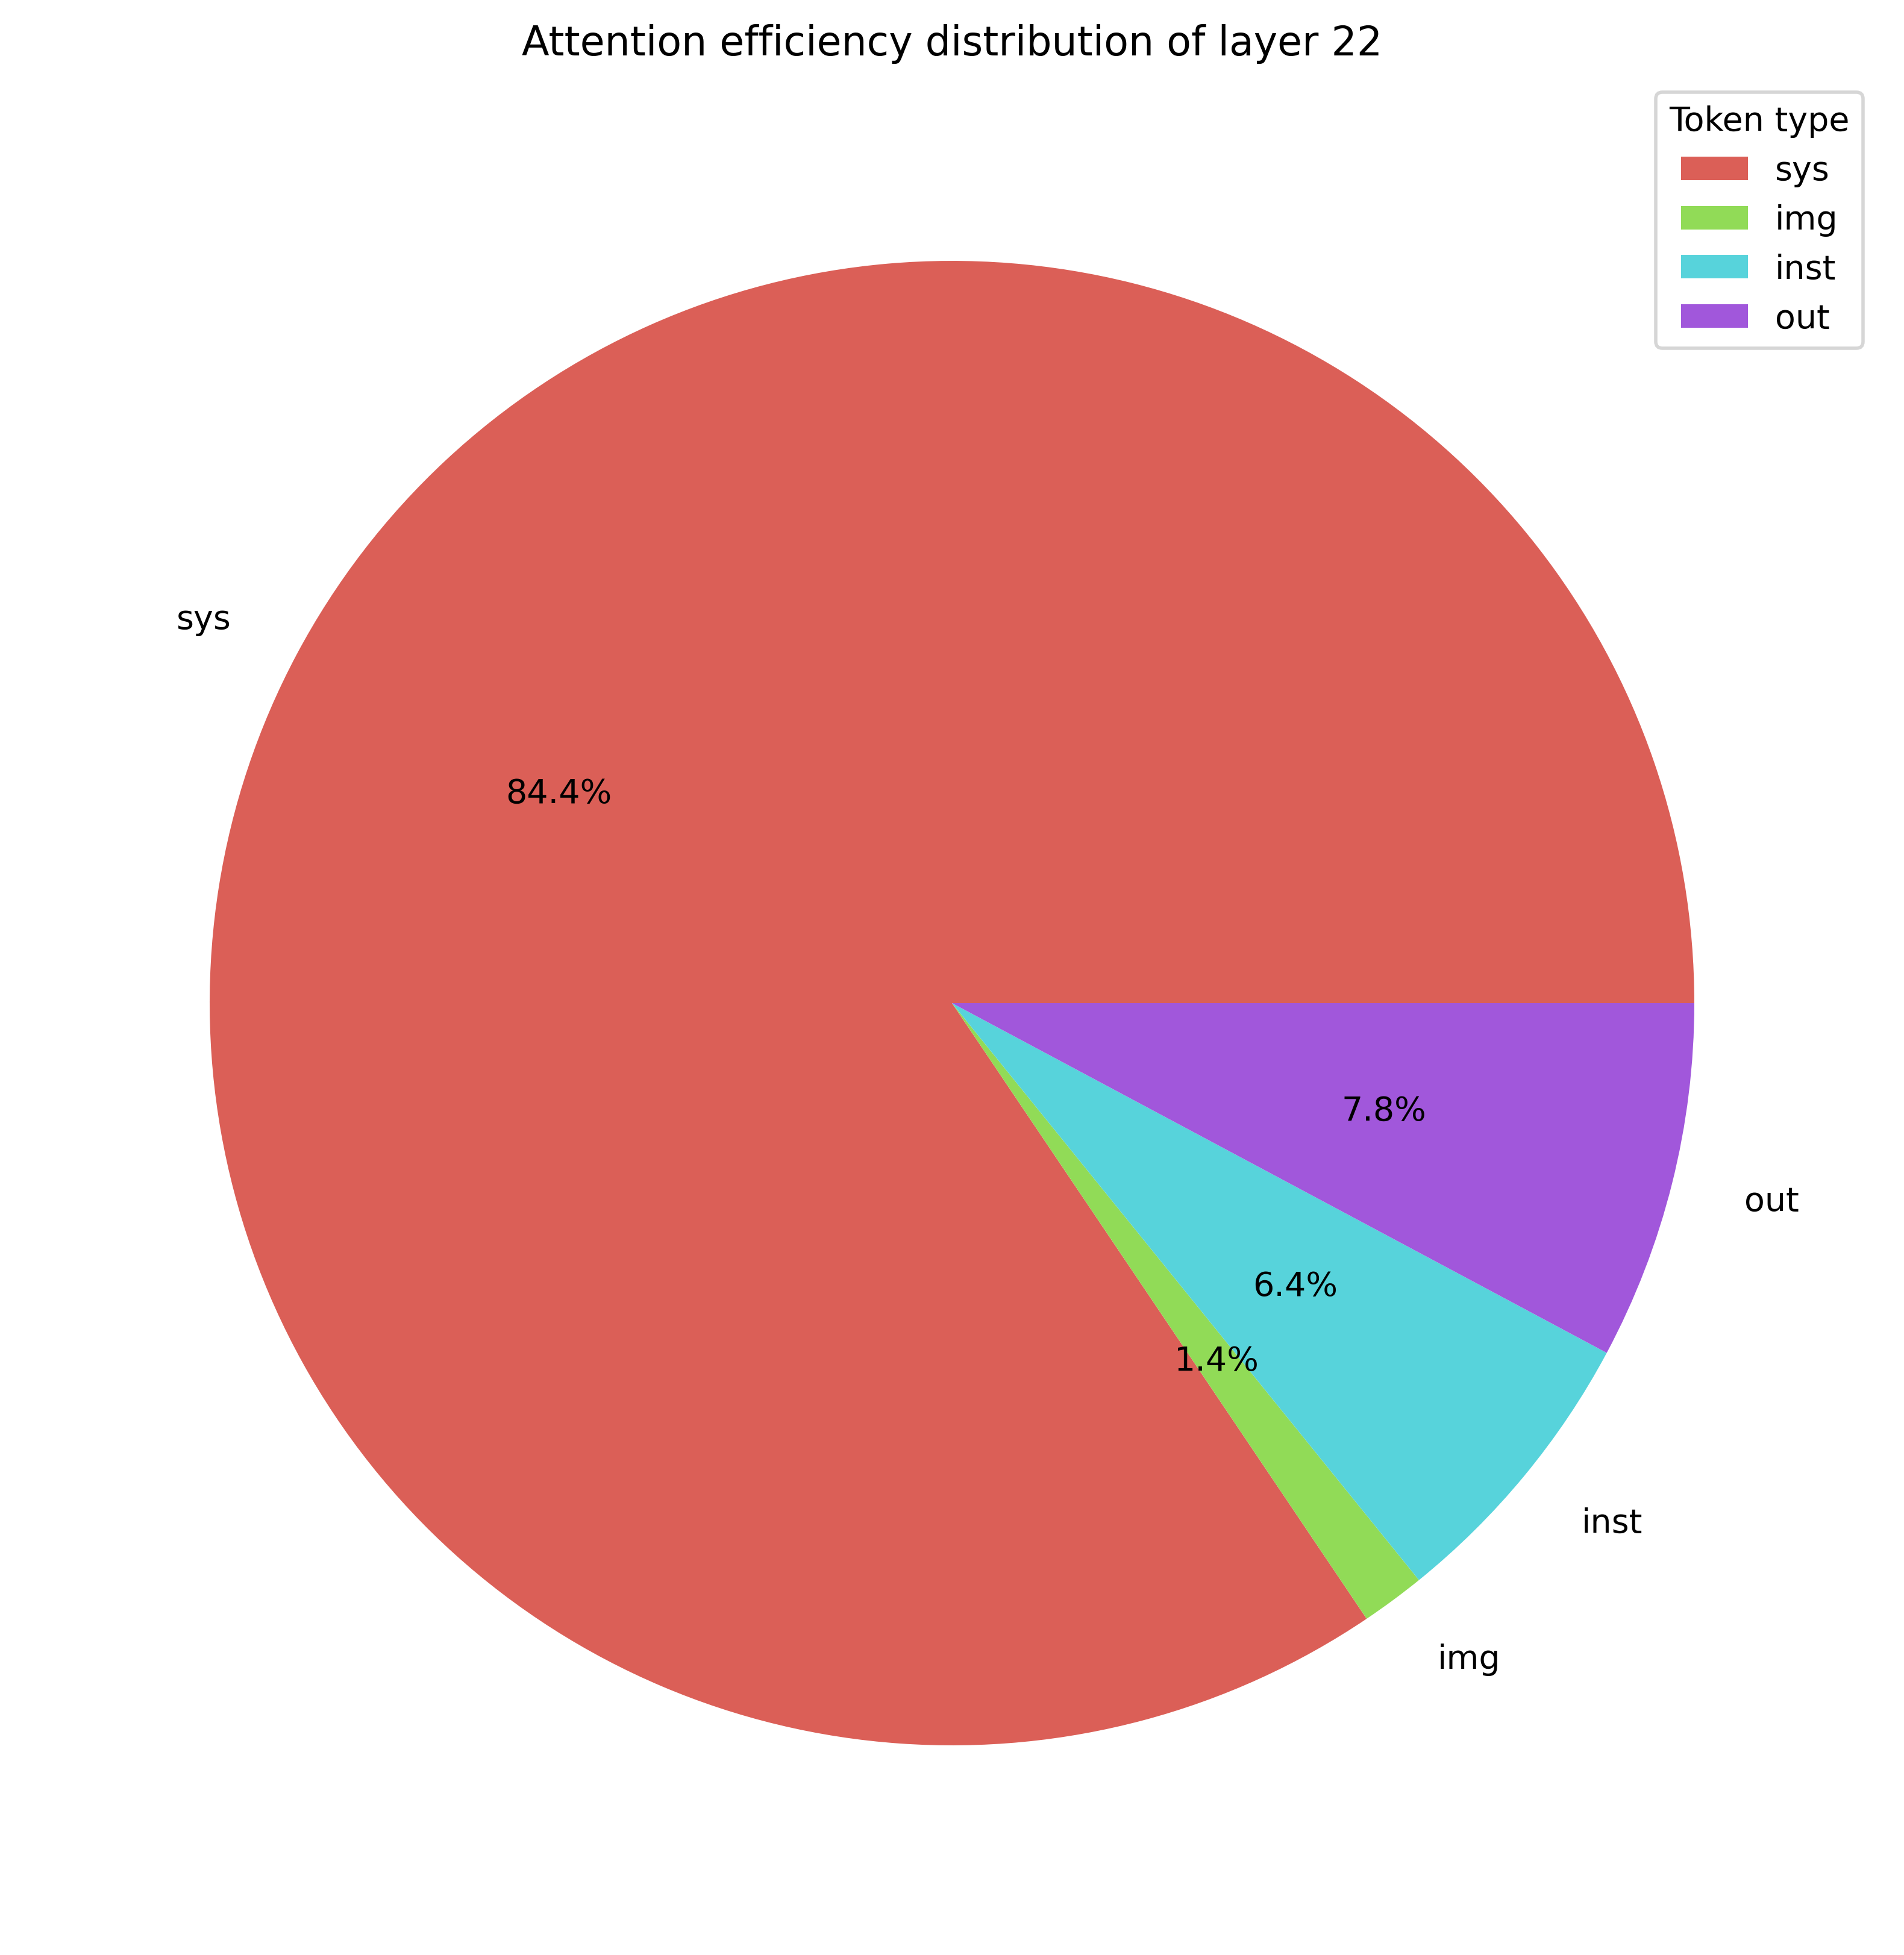 Attention efficiency distribution of layer 22
Token type
sys
img
inst
out
sys
84.4%
7.8%
out
6.4%
1.4%
inst
img